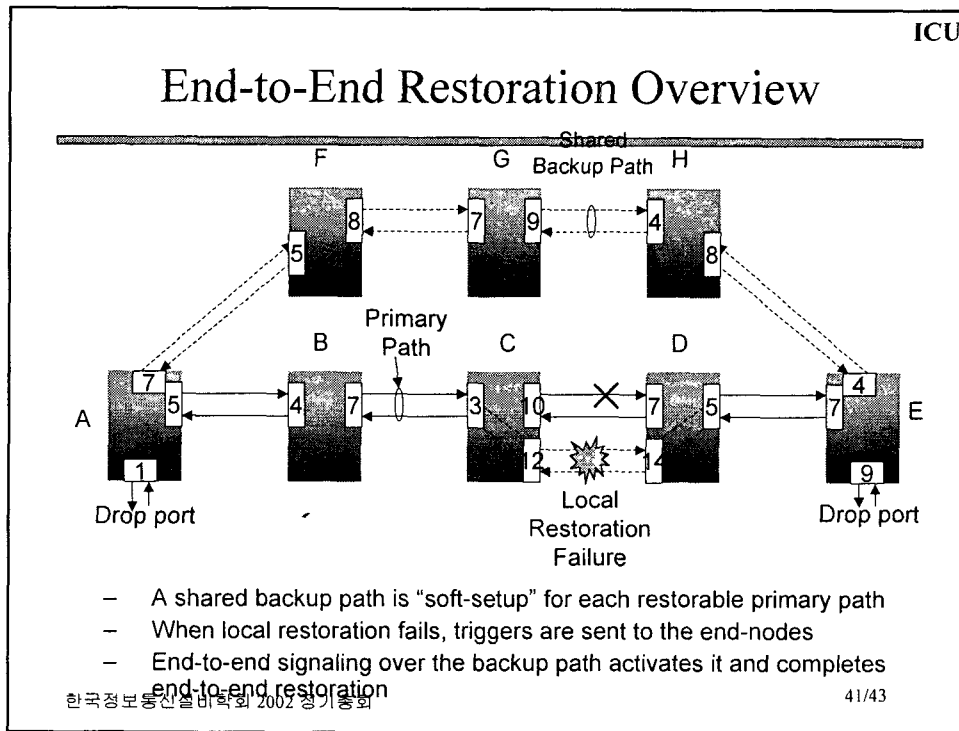 ICU
End-to-End Restoration Overview
F
G
Shared
Backup Path
H
8
7
9
4
5
8
Primary
Path
B
C
D
A
7
5
4
7
3
10
7
5
7
4
E
12
14
1
9
Drop port
Local
Restoration
Failure
Drop port
– A shared backup path is “soft-setup” for each restorable primary path
– When local restoration fails, triggers are sent to the end-nodes
– End-to-end signaling over the backup path activates it and completes
end-to-end restoration
한국정보통신설비학회 2002 정기총회
41/43